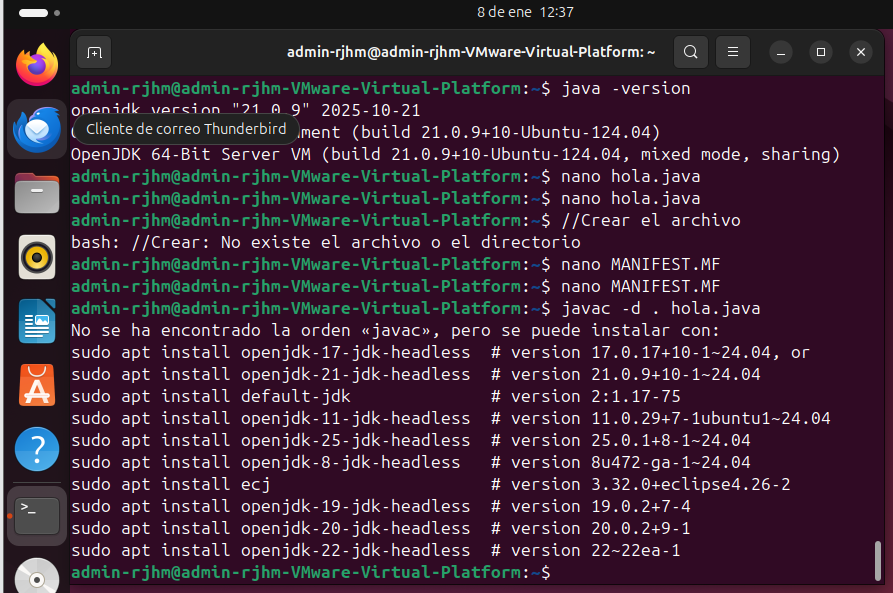 8 de ene 12:37
admin-rjhm@admin-rjhm-VMware-Virtual-Platform: ~
admin-rjhm@admin-rjhm-VMware-Virtual-Platform:~$ java -version
openjdk version "21.0.9" 2025-10-21
Cliente de correo Thunderbird
ment (build 21.0.9+10-Ubuntu-124.04)
OpenJDK 64-Bit Server VM (build 21.0.9+10-Ubuntu-124.04, mixed mode, sharing)
admin-rjhm@admin-rjhm-VMware-Virtual-Platform:~$ nano hola.java
admin-rjhm@admin-rjhm-VMware-Virtual-Platform:~$ nano hola.java
admin-rjhm@admin-rjhm-VMware-Virtual-Platform:~$ //Crear el archivo
bash: //Crear: No existe el archivo o el directorio
admin-rjhm@admin-rjhm-VMware-Virtual-Platform:~$ nano MANIFEST.MF
admin-rjhm@admin-rjhm-VMware-Virtual-Platform:~$ nano MANIFEST.MF
admin-rjhm@admin-rjhm-VMware-Virtual-Platform:~$ javac -d . hola.java
No se ha encontrado la orden «javac», pero se puede instalar con:
sudo apt install openjdk-17-jdk-headless  # version 17.0.17+10-1~24.04, or
sudo apt install openjdk-21-jdk-headless  # version 21.0.9+10-1~24.04
sudo apt install default-jdk              # version 2:1.17-75
sudo apt install openjdk-11-jdk-headless  # version 11.0.29+7-1ubuntu1~24.04
sudo apt install openjdk-25-jdk-headless  # version 25.0.1+8-1~24.04
sudo apt install openjdk-8-jdk-headless   # version 8u472-ga-1~24.04
sudo apt install ecj                      # version 3.32.0+eclipse4.26-2
sudo apt install openjdk-19-jdk-headless  # version 19.0.2+7-4
sudo apt install openjdk-20-jdk-headless  # version 20.0.2+9-1
sudo apt install openjdk-22-jdk-headless  # version 22~22ea-1
admin-rjhm@admin-rjhm-VMware-Virtual-Platform:~$